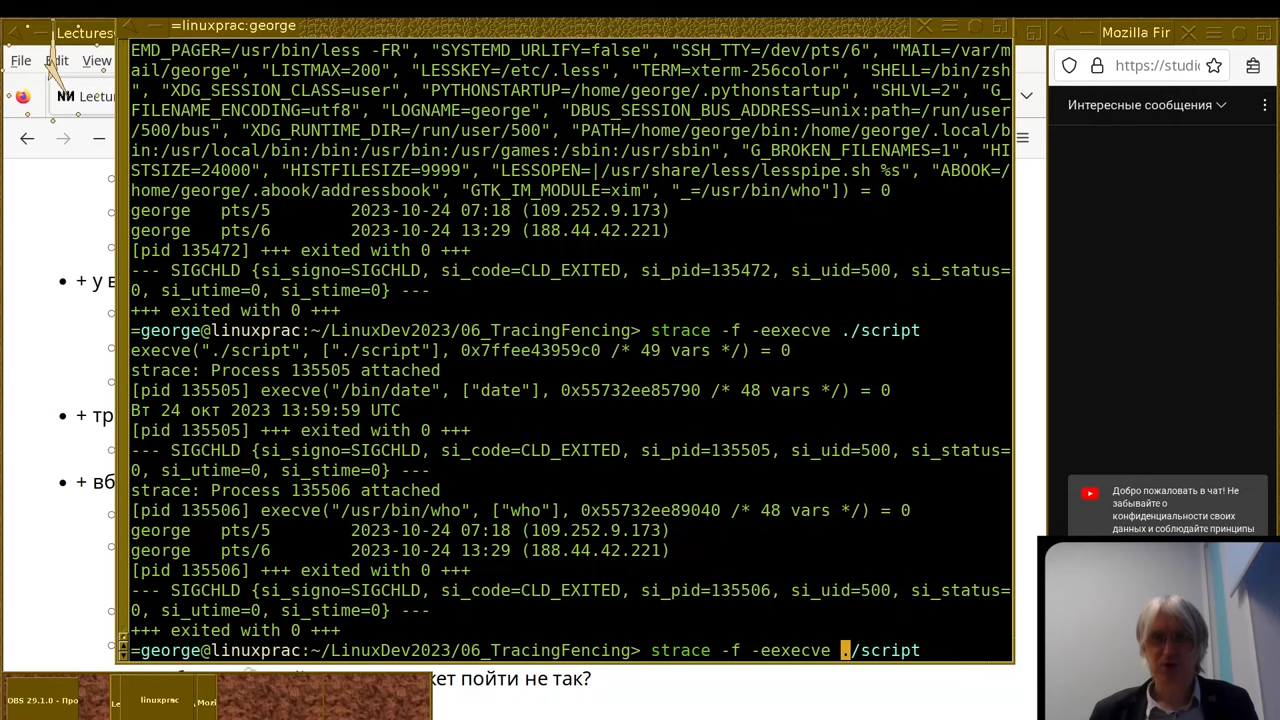 =linuxprac:george
Lectures
Mozilla Fir
File Edit View
Lectur
https://studio
Интересные сообщения
EMD_PAGER=/usr/bin/less -FR", "SYSTEMD_URLIFY=false", "SSH_TTY=/dev/pts/6", "MAIL=/var/m
ail/george", "LISTMAX=200", "LESSKEY=/etc/.less", "TERM=xterm-256color", "SHELL=/bin/zsh
", "XDG_SESSION_CLASS=user", "PYTHONSTARTUP=/home/george/.pythonstartup", "SHLVL=2", "G_
FILENAME_ENCODING=utf8", "LOGNAME=george", "DBUS_SESSION_BUS_ADDRESS=unix:path=/run/user
/500/bus", "XDG_RUNTIME_DIR=/run/user/500", "PATH=/home/george/bin:/home/george/.local/b
in:/usr/local/bin:/bin:/usr/bin:/usr/games:/sbin:/usr/sbin", "G_BROKEN_FILENAMES=1", "HI
STSIZE=24000", "HISTFILESIZE=9999", "LESSOPEN=|/usr/share/less/lesspipe.sh %s", "ABOOK=/
home/george/.abook/addressbook", "GTK_IM_MODULE=xim", "_=/usr/bin/who"]) = 0
george   pts/5        2023-10-24 07:18 (109.252.9.173)
george   pts/6        2023-10-24 13:29 (188.44.42.221)
[pid 135472] +++ exited with 0 +++
--- SIGCHLD {si_signo=SIGCHLD, si_code=CLD_EXITED, si_pid=135472, si_uid=500, si_status=
0, si_utime=0, si_stime=0} ---
+++ exited with 0 +++
=george@linuxprac:~/LinuxDev2023/06_TracingFencing> strace -f -eexecve ./script
execve("./script", ["./script"], 0x7ffee43959c0 /* 49 vars */) = 0
strace: Process 135505 attached
[pid 135505] execve("/bin/date", ["date"], 0x55732ee85790 /* 48 vars */) = 0
Вт 24 окт 2023 13:59:59 UTC
[pid 135505] +++ exited with 0 +++
--- SIGCHLD {si_signo=SIGCHLD, si_code=CLD_EXITED, si_pid=135505, si_uid=500, si_status=
0, si_utime=0, si_stime=0} ---
strace: Process 135506 attached
[pid 135506] execve("/usr/bin/who", ["who"], 0x55732ee89040 /* 48 vars */) = 0
george   pts/5        2023-10-24 07:18 (109.252.9.173)
george   pts/6        2023-10-24 13:29 (188.44.42.221)
[pid 135506] +++ exited with 0 +++
--- SIGCHLD {si_signo=SIGCHLD, si_code=CLD_EXITED, si_pid=135506, si_uid=500, si_status=
0, si_utime=0, si_stime=0} ---
+++ exited with 0 +++
=george@linuxprac:~/LinuxDev2023/06_TracingFencing> strace -f -eexecve ./script
+ у в
+ тр
+ вб
Добро пожаловать в чат! Не
забывайте о
конфиденциальности своих
данных и соблюдайте принципы
кет пойти не так?
DBS 29.1.0 - Про
Le
linuxprac
Mozi